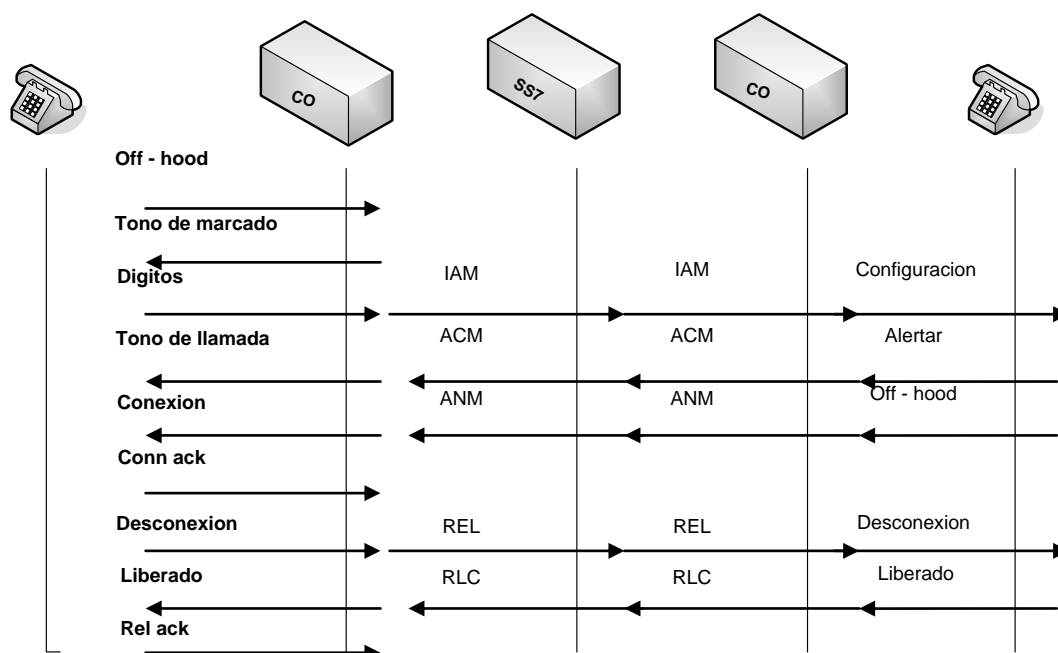 CO
SS7
CO
Off - hood
Tono de marcado
Digitos
IAM
IAM
Configuracion
Tono de llamada
ACM
ACM
Alertar
Conexion
ANM
ANM
Off - hood
Conn ack
Desconexion
REL
REL
Desconexion
Liberado
RLC
RLC
Liberado
Rel ack